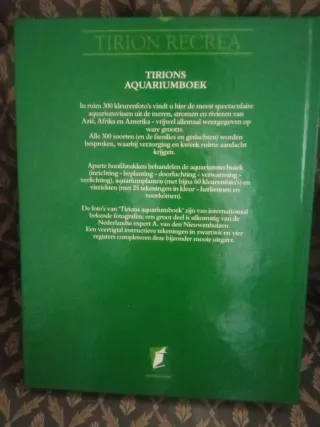 TIRION RECREA
TIRIONS
AQUARIUMBOEK
In ruim 300 kleurenfoto's vindt u hier de meest spectaculaire
aquariumvissen uit de meren, stromen en rivieren van
Azië, Afrika en Amerika - vrijwel allemaal weergegeven op
ware grootte.
Alle 300 soorten (en de families en geslachten) worden
besproken, waarbij verzorging en kweek ruime aandacht
krijgen.
Aparte hoofdstukken behandelen de aquariumtechniek
(inrichting - beplanting - doorluchting - verwarming -
verlichting), aquariumplanten (met bijna 60 kleurenfoto's) en
visziekten (met 25 tekeningen in kleur - herkennen en
voorkomen).
De foto's van 'Tirions aquariumboek' zijn van internationaal
bekende fotografen; een groot deel is afkomstig van de
Nederlandse expert A. van den Nieuwenhuizen.
Een veertigtal instructieve tekeningen in zwartwit en vier
registers completeren deze bijzonder mooie uitgave.